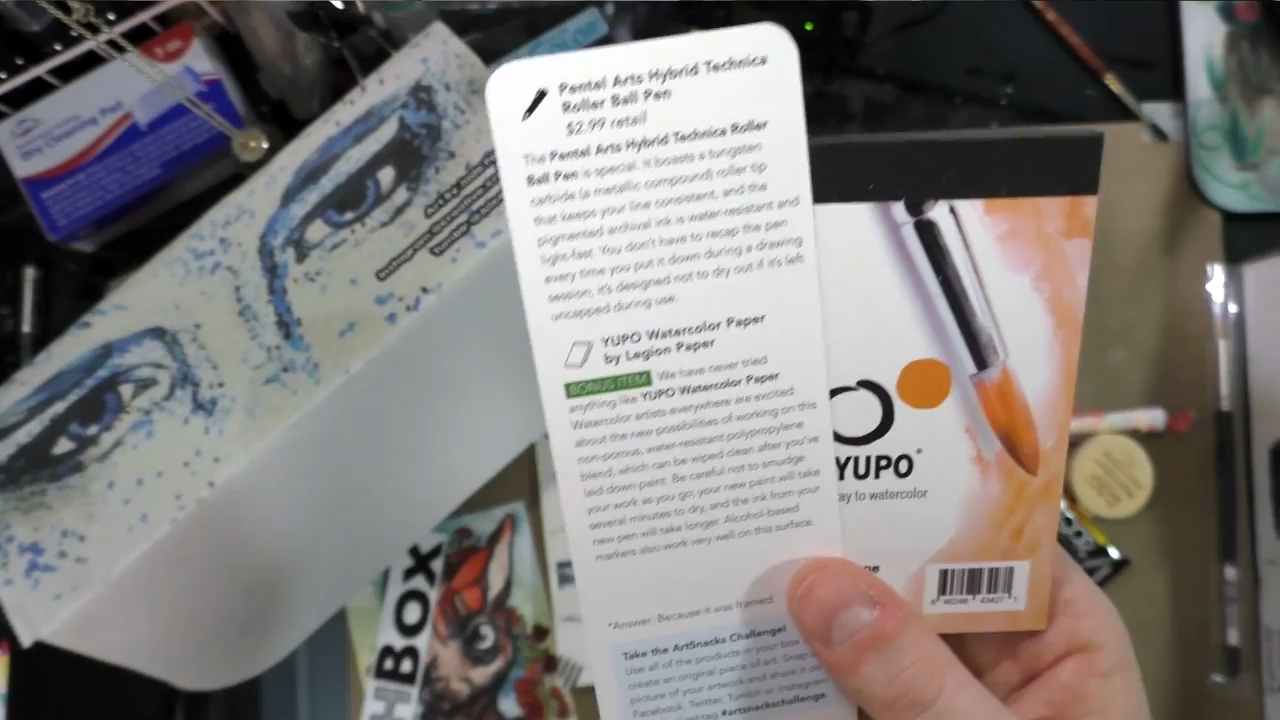 Pentel Arts Hybrid Technica
Roller Ball Pen
$2.99 retail
The Pentel Arts Hybrid Technica Roller
Ball Pen is special. It boasts a tungsten
carbide (a metallic compound) roller tip
that keeps your line consistent, and the
pigmented archival ink is water-resistant and
light-fast. You don't have to recap the pen
every time you put it down during a drawing
session; it's designed not to dry out if it's left
uncapped during use.
YUPO Watercolor Paper
by Legion Paper
BONUS ITEM We have never tried
anything like YUPO Watercolor Paper
Watercolor artists everywhere are excited
about the new possibilities of working on this
non-porous, water-resistant polypropylene
blend, which can be wiped clean after you've
laid down paint. Be careful not to smudge
your work as you go; your new paint will take
several minutes to dry, and the ink from your
new pen will take longer. Alcohol-based
markers also work very well on this surface.
*Answer: Because it was framed.
Take the ArtSnacks Challenge!
Use all of the products in your box
create an original piece of art. Snap
picture of your artwork and share it on
Facebook, Twitter, Tumblr or Instagram
#artsnackschallenge
YUPO
ay to watercolor
Dry Cleaning Pad
Art by
Instagram
HBOX